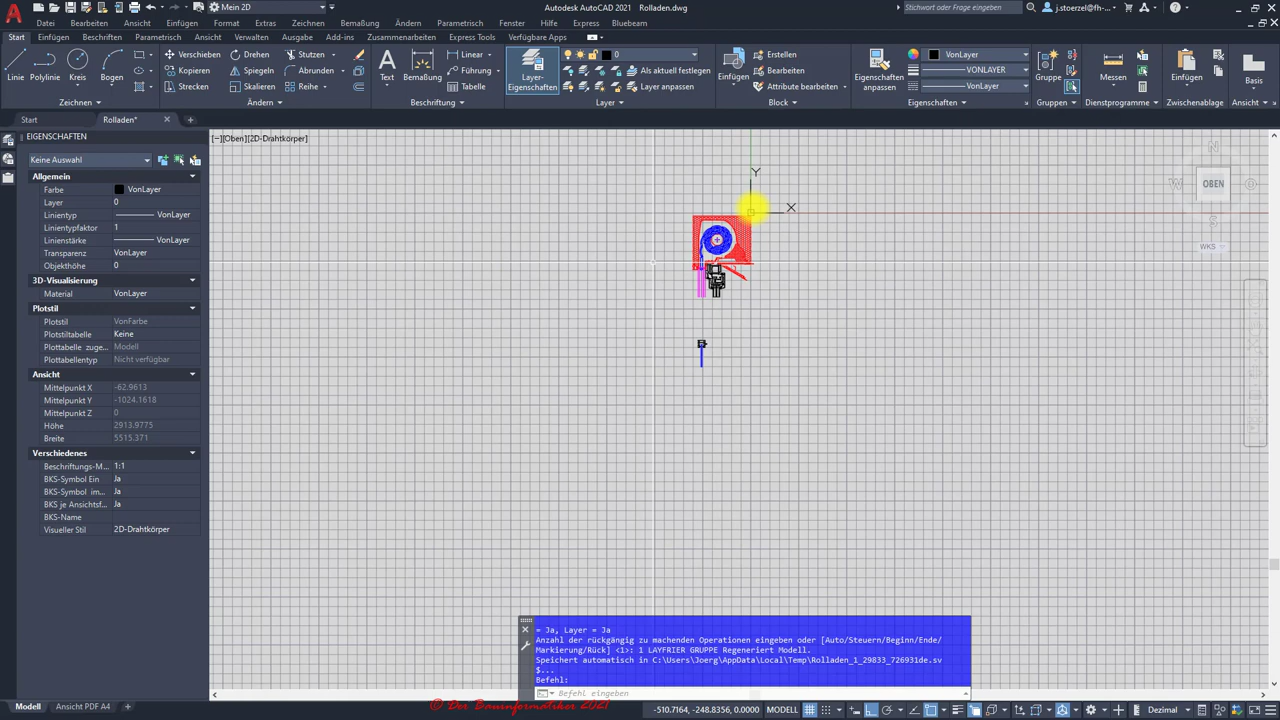 Mein 2D
Autodesk AutoCAD 2021 Rolladen.dwg
Stichwort oder Frage eingeben
j.stoerzel@fh-...
Datei
Bearbeiten
Ansicht
Einfügen
Format
Extras
Zeichnen
Bemaßung
Ändern
Parametrisch
Fenster
Hilfe
Express
Bluebeam
Start
Einfügen
Beschriften
Parametrisch
Ansicht
Verwalten
Ausgabe
Add-ins
Zusammenarbeiten
Express Tools
Verfügbare Apps
Linie
Polylinie
Kreis
Bogen
Verschieben
Drehen
Stutzen
Kopieren
Spiegeln
Abrunden
Strecken
Skalieren
Reihe
Text
Bemaßung
Linear
Führung
Tabelle
Layer-
Eigenschaften
0
Als aktuell festlegen
Layer anpassen
Einfügen
Erstellen
Bearbeiten
Attribute bearbeiten
Eigenschaften
anpassen
VonLayer
VONLAYER
VonLayer
Gruppe
Messen
Einfügen
Basis
Zeichnen
Ändern
Beschriftung
Layer
Block
Eigenschaften
Gruppen
Dienstprogramme
Zwischenablage
Ansicht
Start
Rolladen*
EIGENSCHAFTEN
[−][Oben][2D-Drahtkörper]
Keine Auswahl
Allgemein
Farbe VonLayer
Layer 0
Linientyp VonLayer
Linientypfaktor 1
Linienstärke VonLayer
Transparenz VonLayer
Objekthöhe 0
3D-Visualisierung
Material VonLayer
Plotstil
Plotstil VonFarbe
Plotstiltabelle Keine
Plottabelle zuge... Modell
Plottabellentyp Nicht verfügbar
Ansicht
Mittelpunkt X -62.9613
Mittelpunkt Y -1024.1618
Mittelpunkt Z 0
Höhe 2913.9775
Breite 5515.371
Verschiedenes
Beschriftungs-M... 1:1
BKS-Symbol Ein Ja
BKS-Symbol im... Ja
BKS je Ansichtsf... Ja
BKS-Name
Visueller Stil 2D-Drahtkörper
Y
X
N
W
OBEN
O
S
WKS
= Ja, Layer = Ja
Anzahl der rückgängig zu machenden Operationen eingeben oder [Auto/Steuern/Beginn/Ende/
Markierung/Rück] <1>: 1 LAYFRIER GRUPPE Regeneriert Modell.
Speichert automatisch in C:\Users\Joerg\AppData\Local\Temp\Rolladen_1_29833_726931de.sv
$...
Befehl:
Befehl eingeben
Modell
Ansicht PDF A4
© Der Bauinformatiker 2021
-510.7164, -248.8356, 0.0000
MODELL
Dezimal